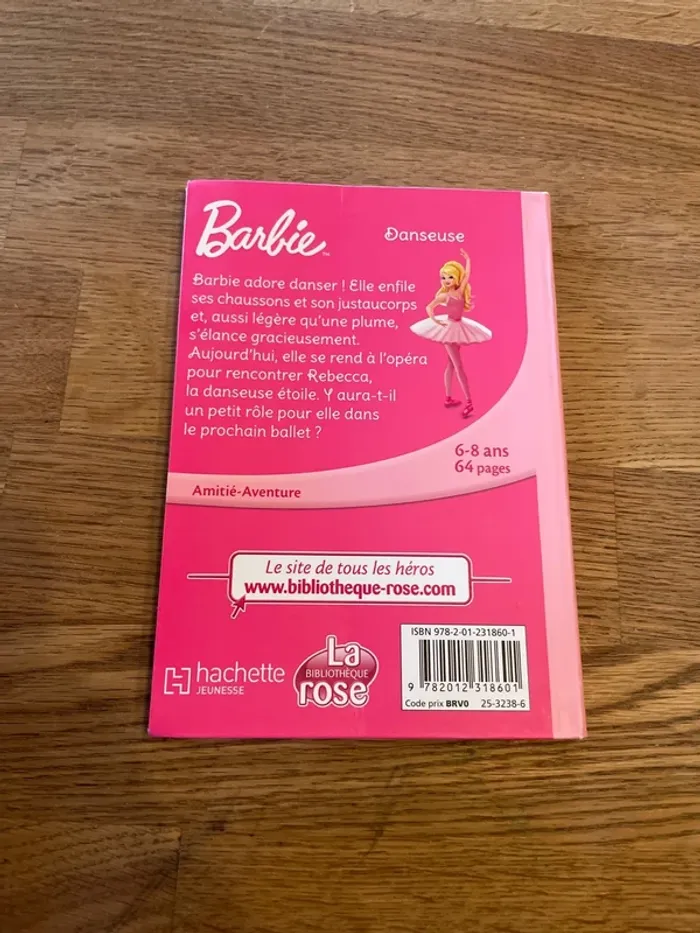 Barbie™
Danseuse
Barbie adore danser ! Elle enfile
ses chaussons et son justaucorps
et, aussi légère qu'une plume,
s'élance gracieusement.
Aujourd'hui, elle se rend à l'opéra
pour rencontrer Rebecca,
la danseuse étoile. Y aura-t-il
un petit rôle pour elle dans
le prochain ballet ?
6-8 ans
64 pages
Amitié-Aventure
Le site de tous les héros
www.bibliotheque-rose.com
hachette
JEUNESSE
La
BIBLIOTHÈQUE
rose
ISBN 978-2-01-231860-1
9 782012 318601
Code prix BRV0 25-3238-6